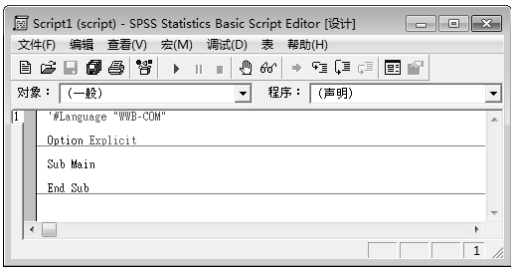 Script1 (script) - SPSS Statistics Basic Script Editor [设计]
文件(F) 编辑 查看(V) 宏(M) 调试(D) 表 帮助(H)
对象： (一般) 程序： (声明)
1 '#Language "WWB-COM"
Option Explicit
Sub Main
End Sub
1